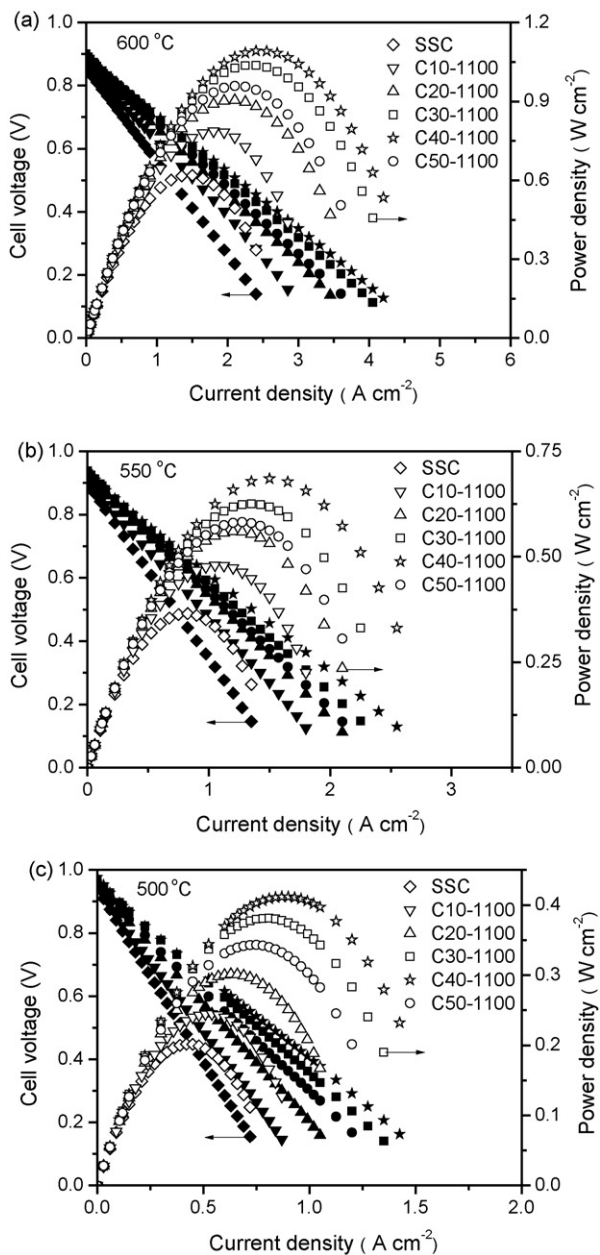 (a)
600 °C
SSC
C10-1100
C20-1100
C30-1100
C40-1100
C50-1100
1.0
0.8
0.6
0.4
0.2
0.0
Cell voltage (V)
1.2
0.9
0.6
0.3
0.0
Power density ( W cm-2)
0 1 2 3 4 5 6
Current density ( A cm-2)
(b)
550 °C
SSC
C10-1100
C20-1100
C30-1100
C40-1100
C50-1100
1.0
0.8
0.6
0.4
0.2
0.0
Cell voltage (V)
0.75
0.50
0.25
0.00
Power density ( W cm-2)
0 1 2 3
Current density ( A cm-2)
(c)
500 °C
SSC
C10-1100
C20-1100
C30-1100
C40-1100
C50-1100
1.0
0.8
0.6
0.4
0.2
0.0
Cell voltage (V)
0.4
0.3
0.2
0.1
0.0
Power density ( W cm-2)
0.0 0.5 1.0 1.5 2.0
Current density ( A cm-2)